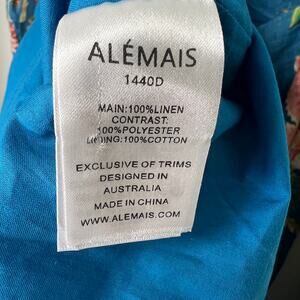 ALÉMAIS
1440D
MAIN:100%LINEN
CONTRAST:
100%POLYESTER
LINING:100%COTTON
EXCLUSIVE OF TRIMS
DESIGNED IN
AUSTRALIA
MADE IN CHINA
WWW.ALEMAIS.COM